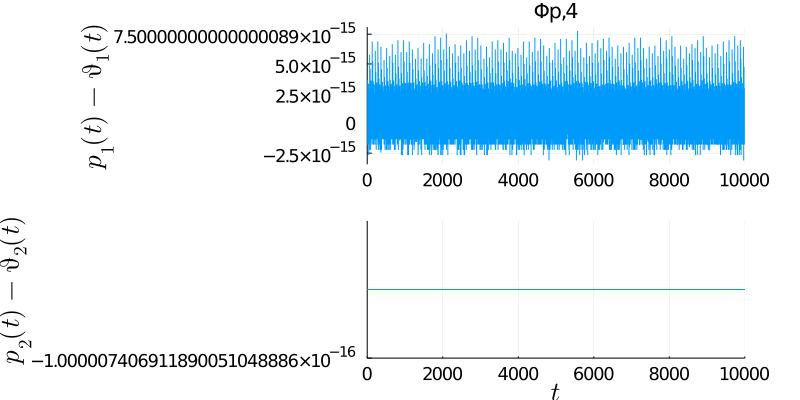 Φp,4
p₁(t) − ϑ₁(t)
7.500000000000000089×10⁻¹⁵
5.0×10⁻¹⁵
2.5×10⁻¹⁵
0
−2.5×10⁻¹⁵
0 2000 4000 6000 8000 10000
p₂(t) − ϑ₂(t)
−1.0000074069118900510488​86×10⁻¹⁶
0 2000 4000 6000 8000 10000
t